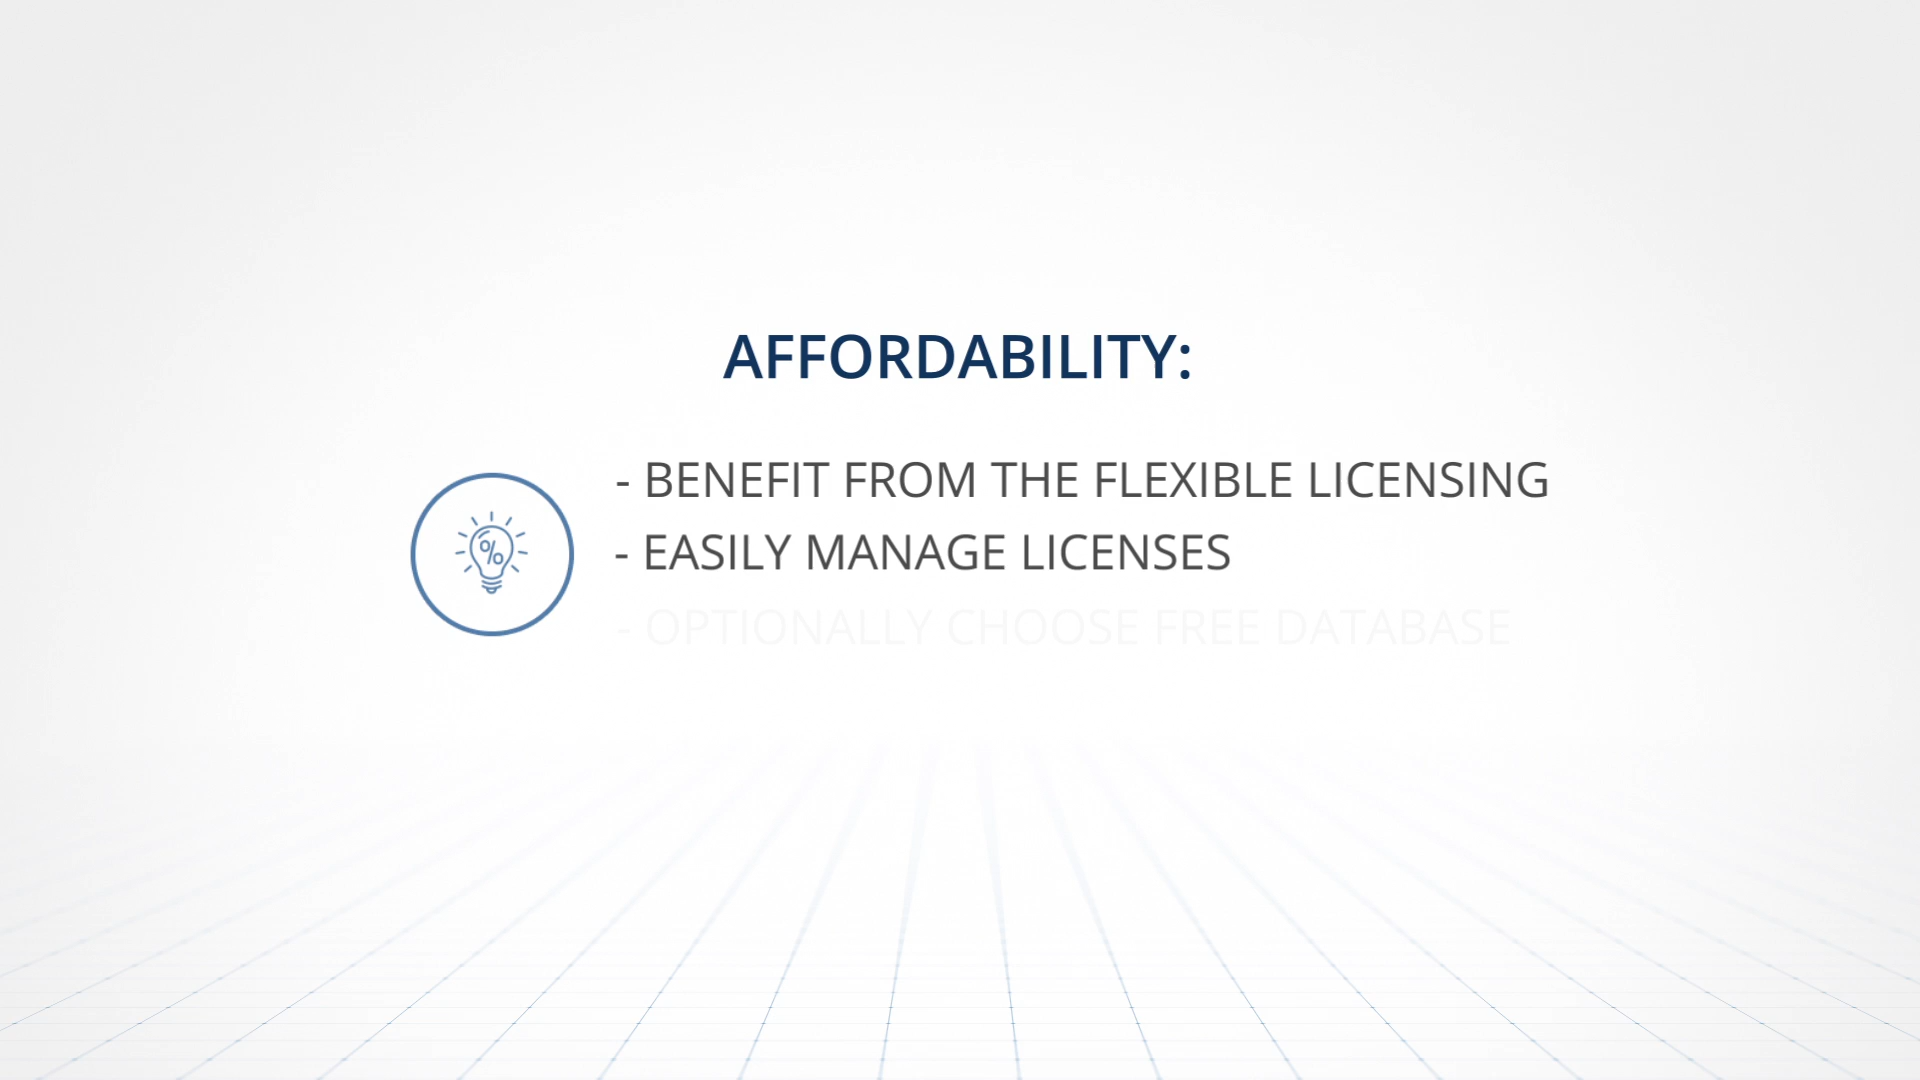 AFFORDABILITY:
- BENEFIT FROM THE FLEXIBLE LICENSING
- EASILY MANAGE LICENSES
- OPTIONALLY CHOOSE FREE DATABASE
%